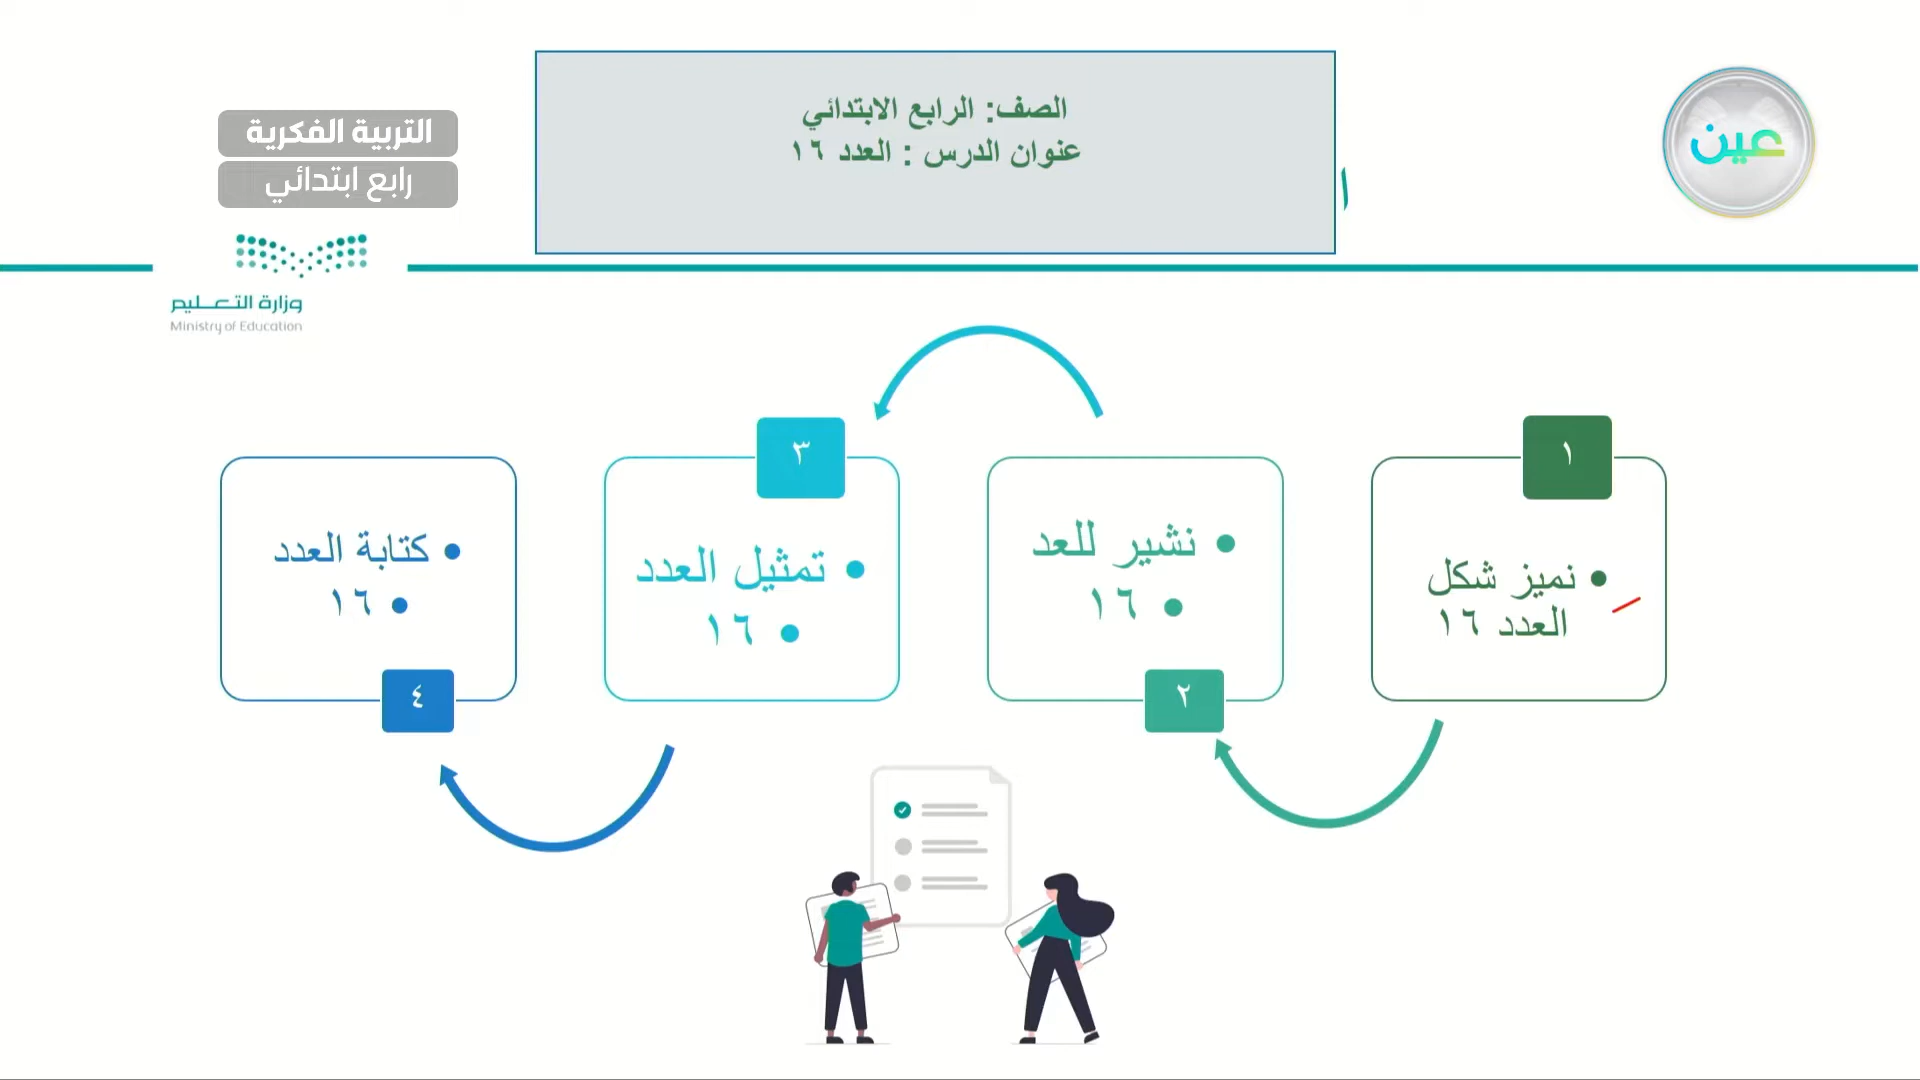 الصف: الرابع الابتدائي
عنوان الدرس : العدد ١٦
عين
التربية الفكرية
رابع ابتدائي
وزارة التعليم
Ministry of Education
١
• نميز شكل
العدد ١٦
• نشير للعد
• ١٦
٢
٣
• تمثيل العدد
• ١٦
• كتابة العدد
• ١٦
٤